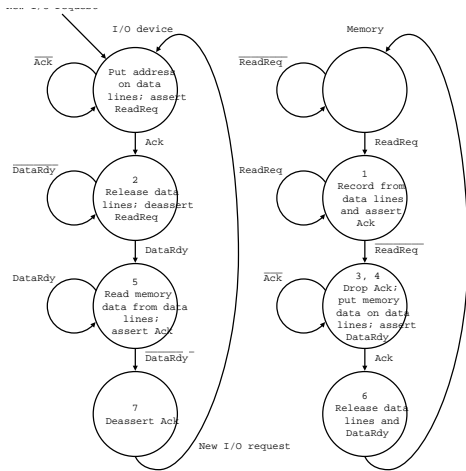 New I/O request
I/O device
Memory
Ack
Put address
on data
lines; assert
ReadReq
ReadReq
Ack
ReadReq
DataRdy
2
Release data
lines; deassert
ReadReq
ReadReq
1
Record from
data lines
and assert
Ack
DataRdy
ReadReq
DataRdy
5
Read memory
data from data
lines;
assert Ack
Ack
3, 4
Drop Ack;
put memory
data on data
lines; assert
DataRdy
DataRdy
Ack
7
Deassert Ack
6
Release data
lines and
DataRdy
New I/O request